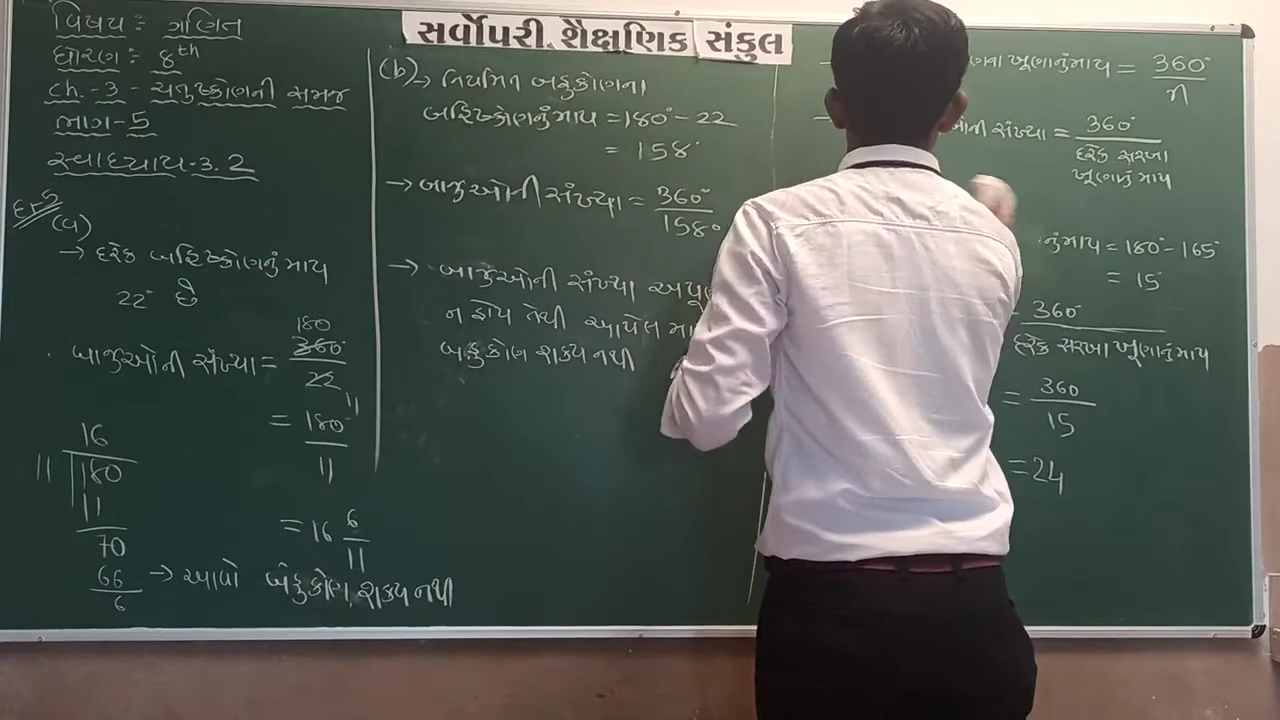 સર્વોપરી શૈક્ષણિક સંકુલ
વિષય : ગણિત
ધોરણ : 8th
ch.-3 - ચતુષ્કોણની સમજ
ભાગ-5
સ્વાધ્યાય-3.2
(a)
→ દરેક બહિષ્કોણનું માપ
22° છે
બાજુઓની સંખ્યા = 360° / 22
180
11
= 180° / 11
= 16 6/11
16
11 180
11
70
66
6
→ આવો બહુકોણ શક્ય નથી
(b) → નિયમિત બહુકોણના
બહિષ્કોણનું માપ = 180° - 22
= 158°
→ બાજુઓની સંખ્યા = 360° / 158°
→ બાજુઓની સંખ્યા
ન હોય તેથી આપેલ
બહુકોણ શક્ય નથી
ખૂણાનું માપ = 360° / n
સંખ્યા = 360° / દરેક સરખા
ખૂણાનું માપ
માપ = 180° - 165°
= 15°
360° / દરેક સરખા ખૂણાનું માપ
= 360 / 15
= 24